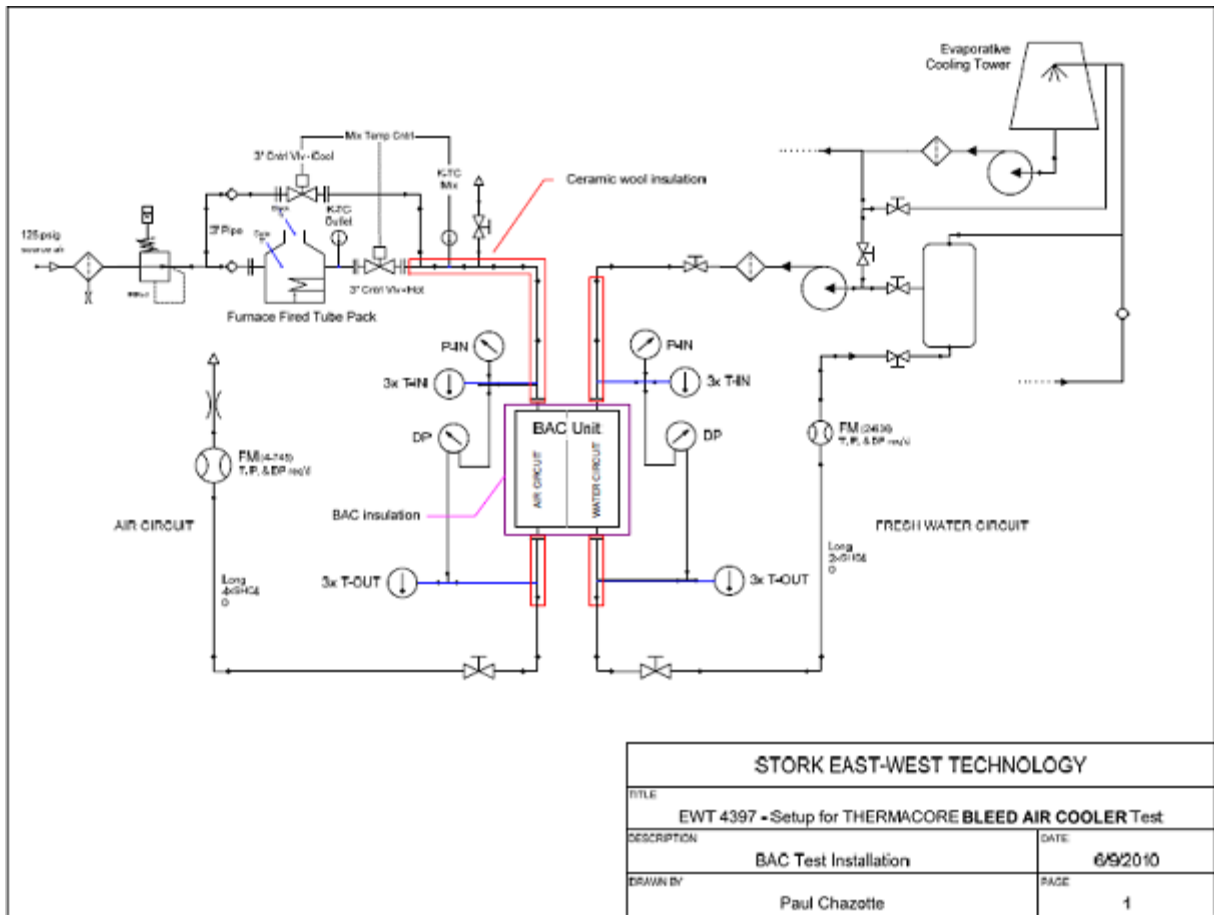 Evaporative
Cooling Tower
Mix Temp Cntrl
3" Cntrl Vlv - Cool
K-TC
Mix
Ceramic wool insulation
125 psig
source air
3" Pipe
K-TC
Outlet
3" Cntrl Vlv - Hot
Furnace Fired Tube Pack
P-IN
P-IN
3x T-IN
3x T-IN
BAC Unit
DP
DP
AIR CIRCUIT
WATER CIRCUIT
FM
T, P, & DP req'd
FM
T, P, & DP req'd
BAC insulation
AIR CIRCUIT
FRESH WATER CIRCUIT
Long
Long
3x T-OUT
3x T-OUT
STORK EAST-WEST TECHNOLOGY
TITLE
EWT 4397 - Setup for THERMACORE BLEED AIR COOLER Test
DESCRIPTION
DATE
BAC Test Installation
6/9/2010
DRAWN BY
PAGE
Paul Chazotte
1